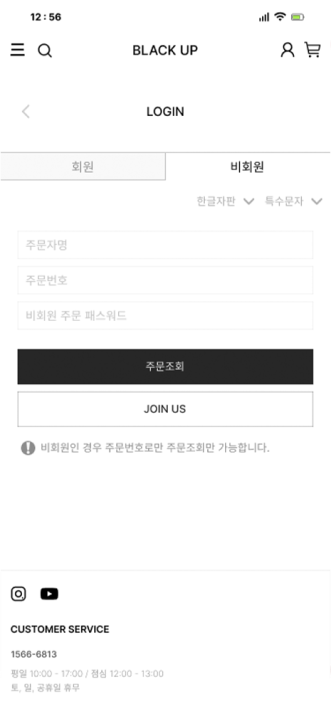 12:56
BLACK UP
LOGIN
회원 비회원
한글자판 특수문자
주문자명
주문번호
비회원 주문 패스워드
주문조회
JOIN US
비회원인 경우 주문번호로만 주문조회만 가능합니다.
CUSTOMER SERVICE
1566-6813
평일 10:00 - 17:00 / 점심 12:00 - 13:00
토, 일, 공휴일 휴무